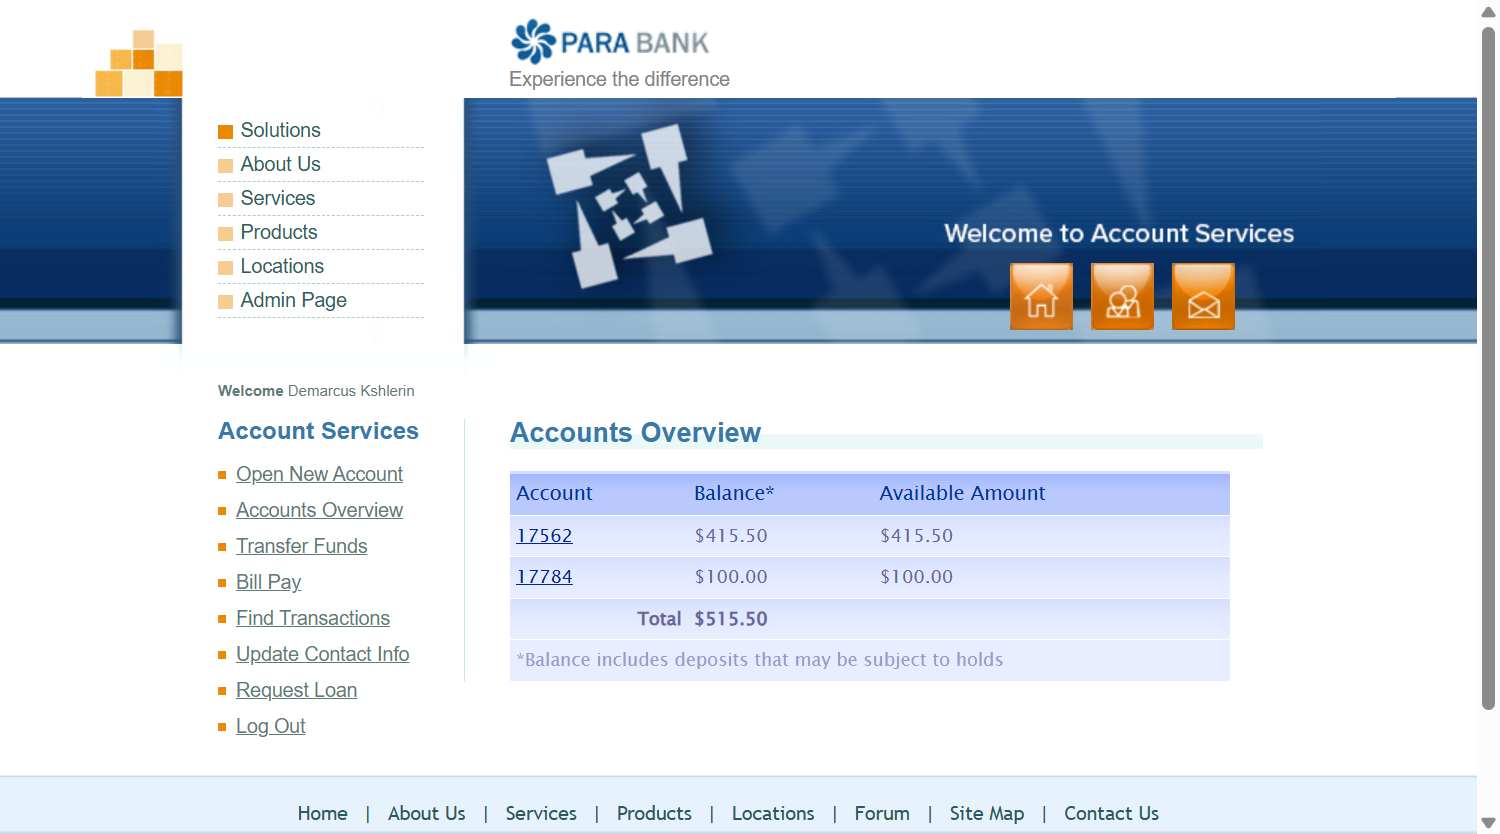 PARA BANK
Experience the difference
Solutions
About Us
Services
Products
Locations
Admin Page
Welcome to Account Services
Welcome Demarcus Kshlerin
Account Services
Open New Account
Accounts Overview
Transfer Funds
Bill Pay
Find Transactions
Update Contact Info
Request Loan
Log Out
Accounts Overview
Account Balance* Available Amount
17562 $415.50 $415.50
17784 $100.00 $100.00
Total $515.50
*Balance includes deposits that may be subject to holds
Home | About Us | Services | Products | Locations | Forum | Site Map | Contact Us